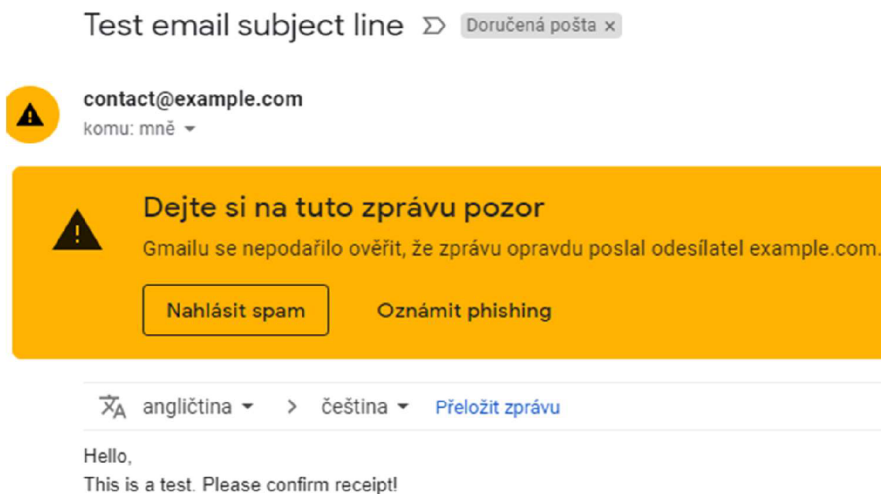 Test email subject line Doručená pošta ×
contact@example.com
komu: mně
Dejte si na tuto zprávu pozor
Gmailu se nepodařilo ověřit, že zprávu opravdu poslal odesílatel example.com.
Nahlásit spam Oznámit phishing
angličtina > čeština Přeložit zprávu
Hello,
This is a test. Please confirm receipt!